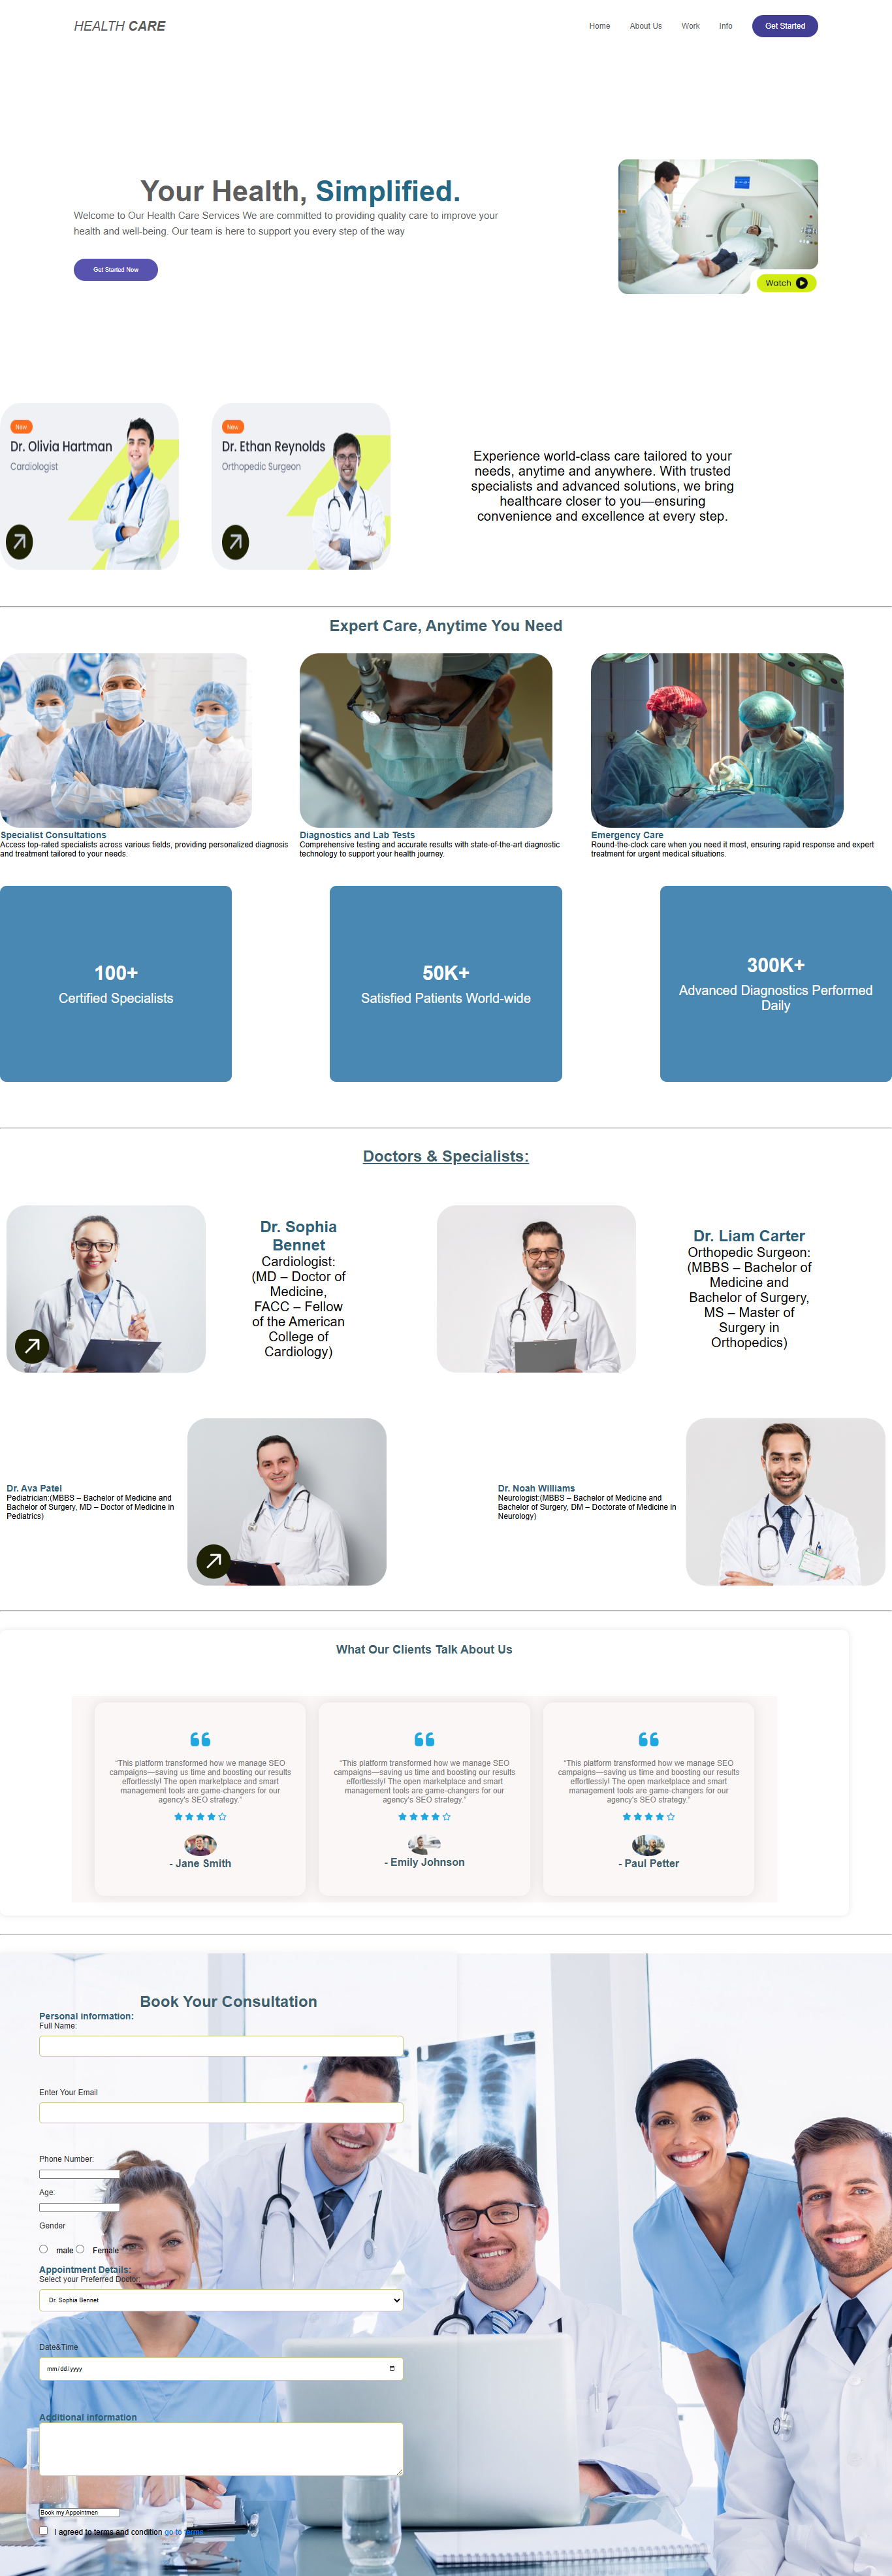 HEALTH CARE
Home
About Us
Work
Info
Get Started
Your Health, Simplified.
Welcome to Our Health Care Services We are committed to providing quality care to improve your
health and well-being. Our team is here to support you every step of the way
Get Started Now
Watch
New
Dr. Olivia Hartman
Cardiologist
New
Dr. Ethan Reynolds
Orthopedic Surgeon
Experience world-class care tailored to your
needs, anytime and anywhere. With trusted
specialists and advanced solutions, we bring
healthcare closer to you—ensuring
convenience and excellence at every step.
Expert Care, Anytime You Need
Specialist Consultations
Access top-rated specialists across various fields, providing personalized diagnosis
and treatment tailored to your needs.
Diagnostics and Lab Tests
Comprehensive testing and accurate results with state-of-the-art diagnostic
technology to support your health journey.
Emergency Care
Round-the-clock care when you need it most, ensuring rapid response and expert
treatment for urgent medical situations.
100+
Certified Specialists
50K+
Satisfied Patients World-wide
300K+
Advanced Diagnostics Performed
Daily
Doctors & Specialists:
Dr. Sophia
Bennet
Cardiologist:
(MD – Doctor of
Medicine,
FACC – Fellow
of the American
College of
Cardiology)
Dr. Liam Carter
Orthopedic Surgeon:
(MBBS – Bachelor of
Medicine and
Bachelor of Surgery,
MS – Master of
Surgery in
Orthopedics)
Dr. Ava Patel
Pediatrician:(MBBS – Bachelor of Medicine and
Bachelor of Surgery, MD – Doctor of Medicine in
Pediatrics)
Dr. Noah Williams
Neurologist:(MBBS – Bachelor of Medicine and
Bachelor of Surgery, DM – Doctorate of Medicine in
Neurology)
What Our Clients Talk About Us
"This platform transformed how we manage SEO
campaigns—saving us time and boosting our results
effortlessly! The open marketplace and smart
management tools are game-changers for our
agency's SEO strategy."
- Jane Smith
"This platform transformed how we manage SEO
campaigns—saving us time and boosting our results
effortlessly! The open marketplace and smart
management tools are game-changers for our
agency's SEO strategy."
- Emily Johnson
"This platform transformed how we manage SEO
campaigns—saving us time and boosting our results
effortlessly! The open marketplace and smart
management tools are game-changers for our
agency's SEO strategy."
- Paul Petter
Book Your Consultation
Personal information:
Full Name:
Enter Your Email
Phone Number:
Age:
Gender
male
Female
Appointment Details:
Select your Preferred Doctor:
Dr. Sophia Bennet
Date&Time
mm/dd/yyyy
Additional information
Book my Appointmen
I agreed to terms and condition go to